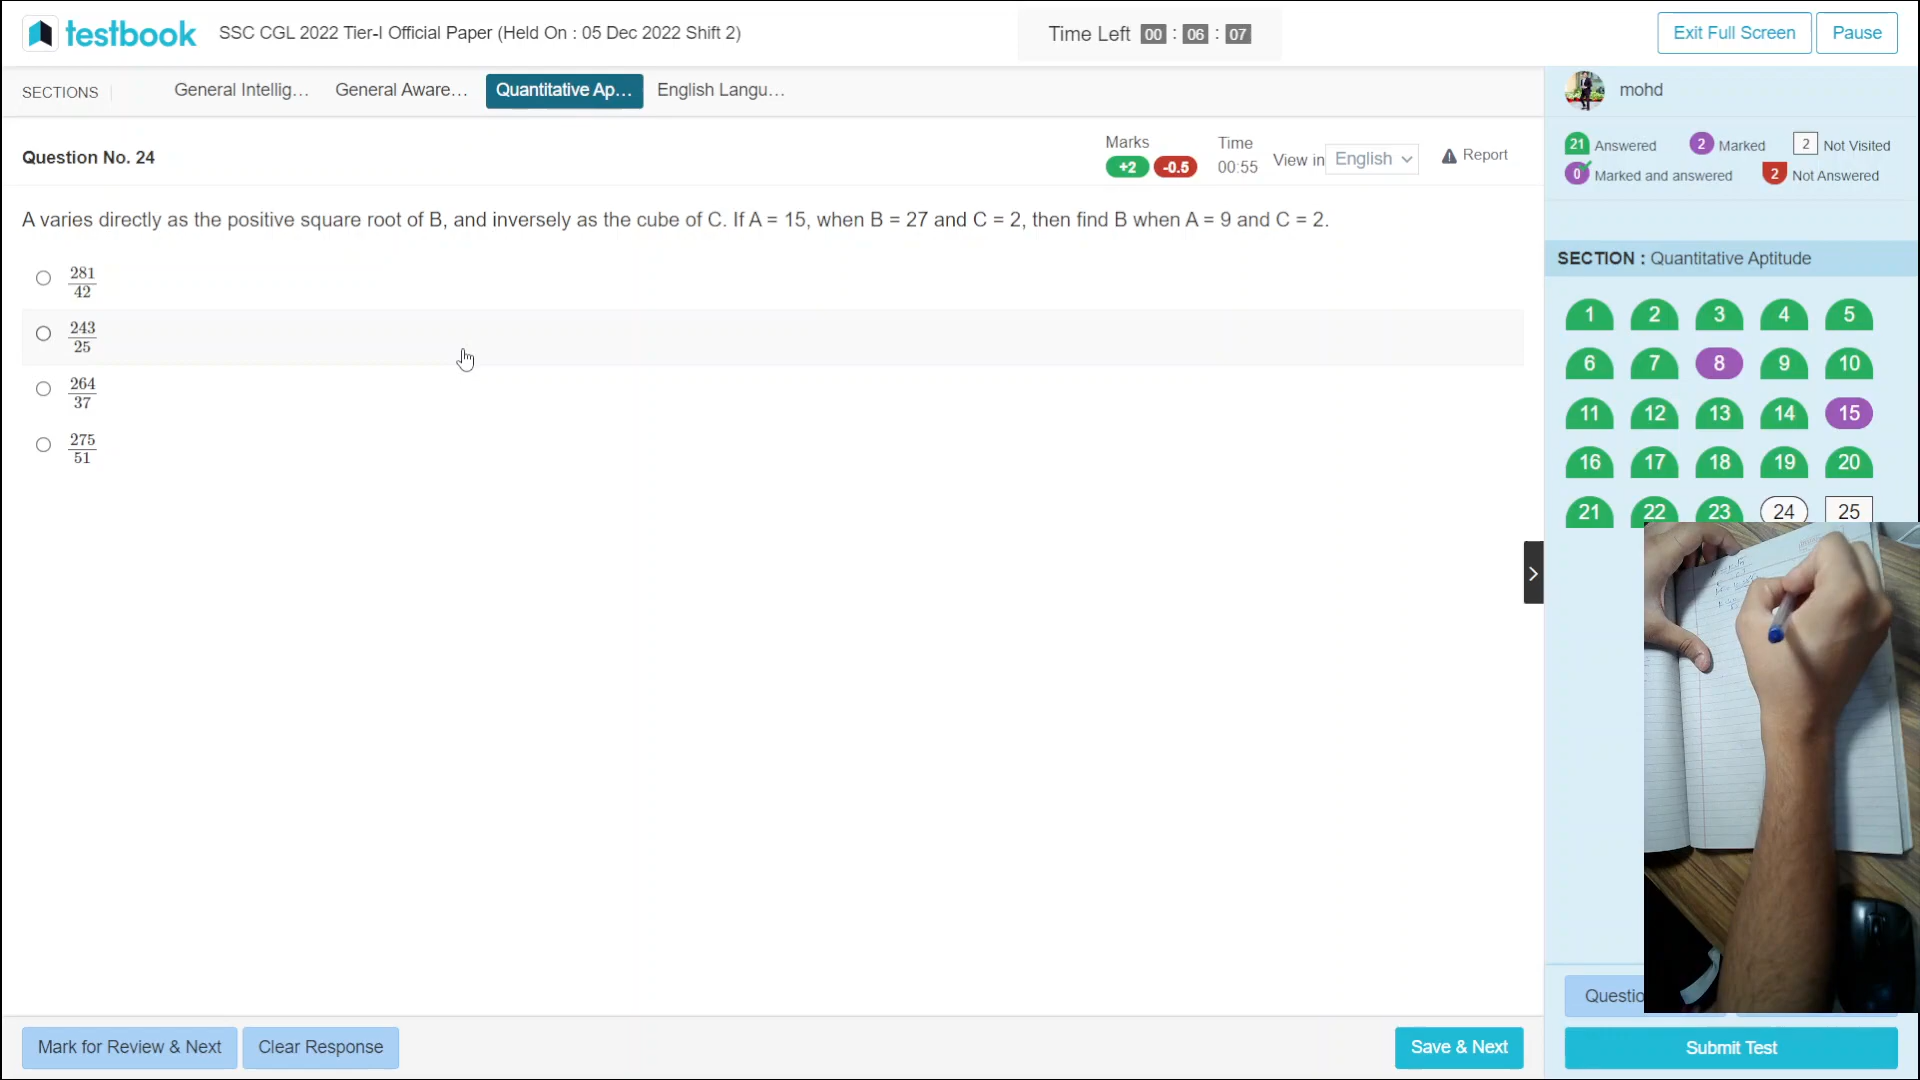 testbook
SSC CGL 2022 Tier-I Official Paper (Held On : 05 Dec 2022 Shift 2)
Time Left 00 : 06 : 07
Exit Full Screen
Pause
SECTIONS
General Intellig...
General Aware...
Quantitative Ap...
English Langu...
mohd
Question No. 24
Marks
+2 -0.5
Time
00:55
View in English
Report
21 Answered
2 Marked
2 Not Visited
0 Marked and answered
2 Not Answered
A varies directly as the positive square root of B, and inversely as the cube of C. If A = 15, when B = 27 and C = 2, then find B when A = 9 and C = 2.
281
42
243
25
264
37
275
51
SECTION : Quantitative Aptitude
1 2 3 4 5
6 7 8 9 10
11 12 13 14 15
16 17 18 19 20
21 22 23 24 25
Mark for Review & Next
Clear Response
Save & Next
Submit Test